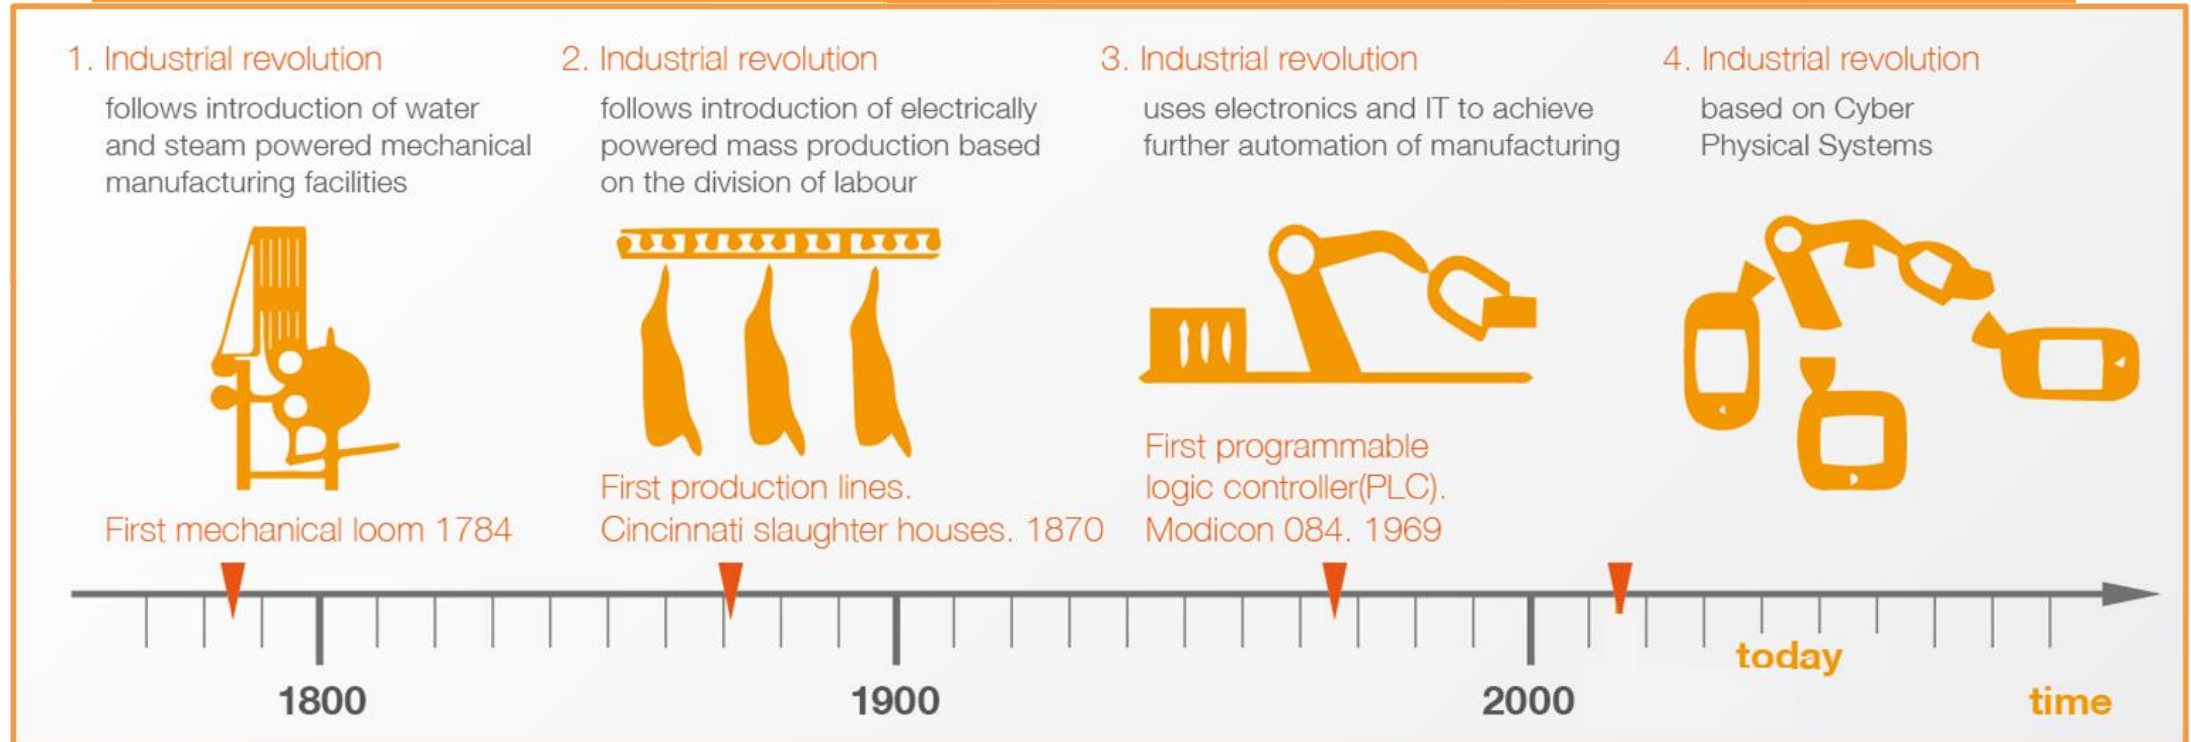 1. Industrial revolution
follows introduction of water
and steam powered mechanical
manufacturing facilities
First mechanical loom 1784
2. Industrial revolution
follows introduction of electrically
powered mass production based
on the division of labour
First production lines.
Cincinnati slaughter houses. 1870
3. Industrial revolution
uses electronics and IT to achieve
further automation of manufacturing
First programmable
logic controller(PLC).
Modicon 084. 1969
4. Industrial revolution
based on Cyber
Physical Systems
1800
1900
2000
today
time